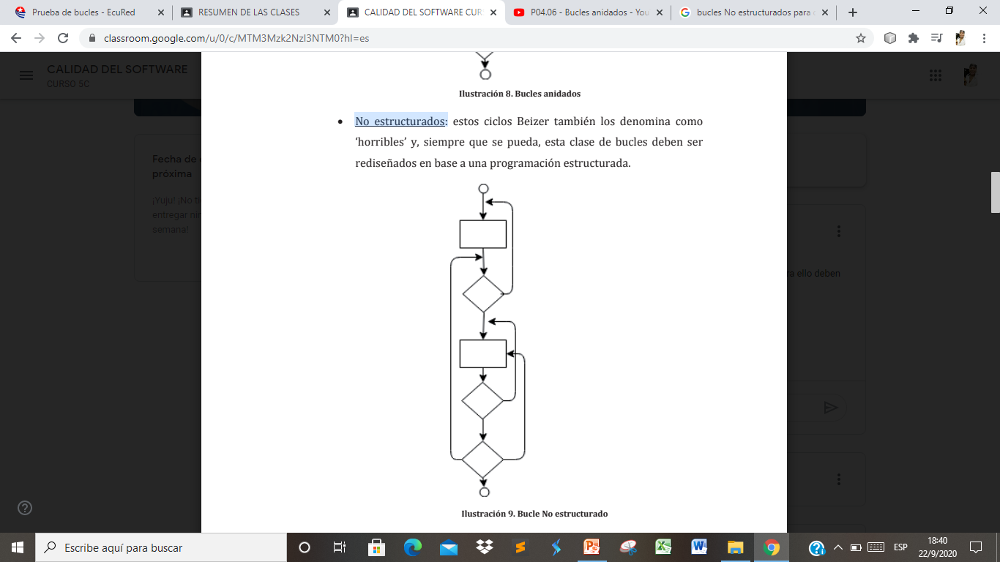 Prueba de bucles - EcuRed
RESUMEN DE LAS CLASES
CALIDAD DEL SOFTWARE CUR
P04.06 - Bucles anidados - You
bucles No estructurados para
classroom.google.com/u/0/c/MTM3Mzk2NzI3NTM0?hl=es
CALIDAD DEL SOFTWARE
CURSO 5C
Ilustración 8. Bucles anidados
• No estructurados: estos ciclos Beizer también los denomina como
‘horribles’ y, siempre que se pueda, esta clase de bucles deben ser
rediseñados en base a una programación estructurada.
Fecha de
próxima
¡Yuju! ¡No ti
entregar nin
semana!
ra ello deben
Ilustración 9. Bucle No estructurado
Escribe aquí para buscar
ESP
18:40
22/9/2020